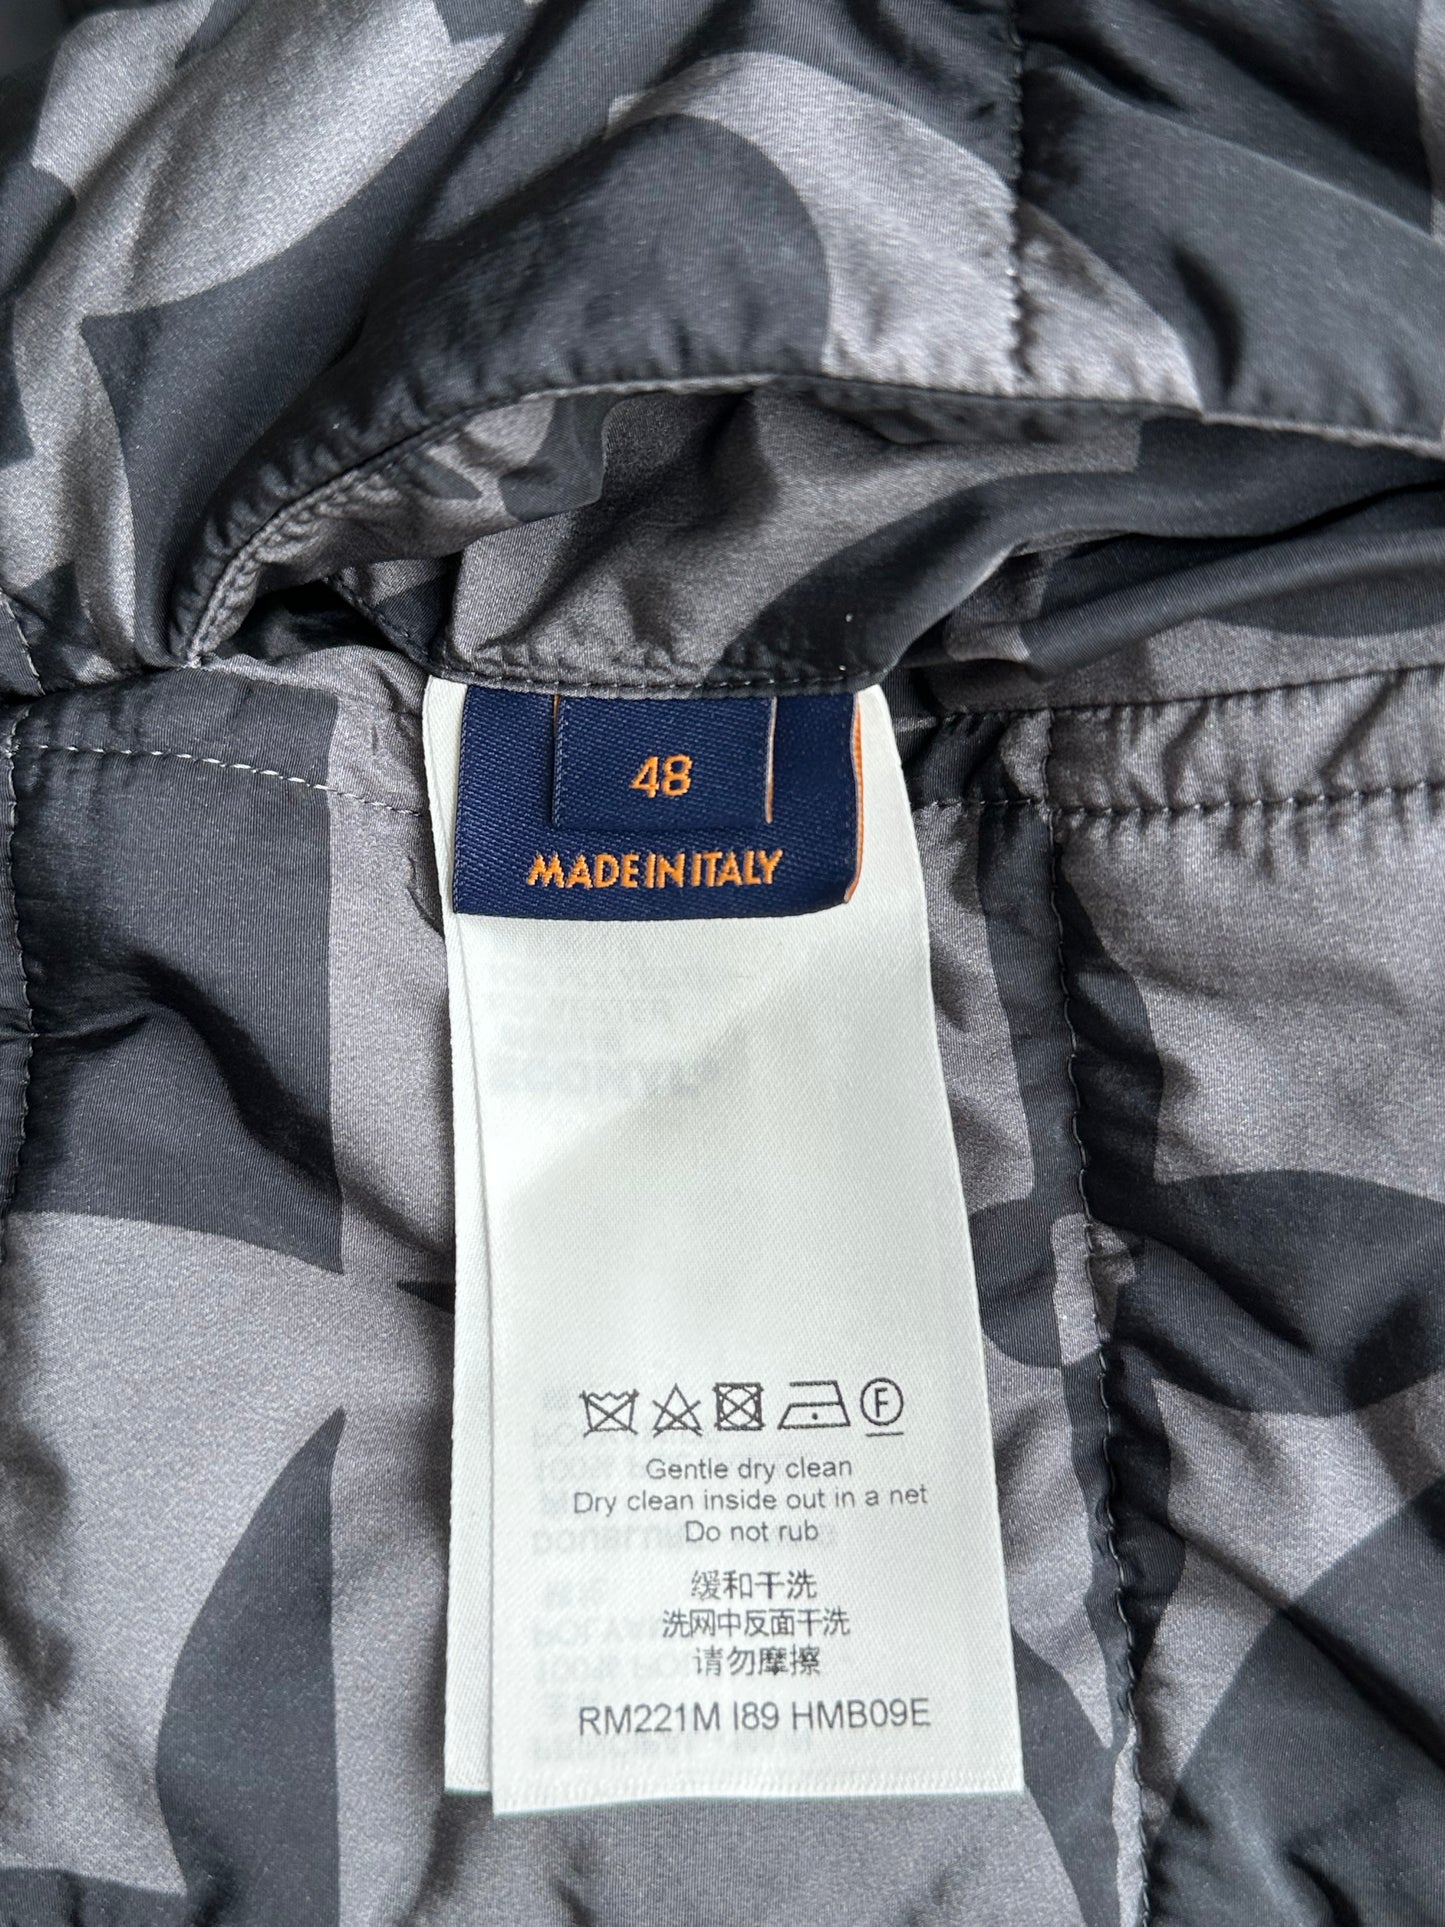 48
MADE IN ITALY
F
Gentle dry clean
Dry clean inside out in a net
Do not rub
缓和干洗
洗网中反面干洗
请勿摩擦
RM221M I89 HMB09E